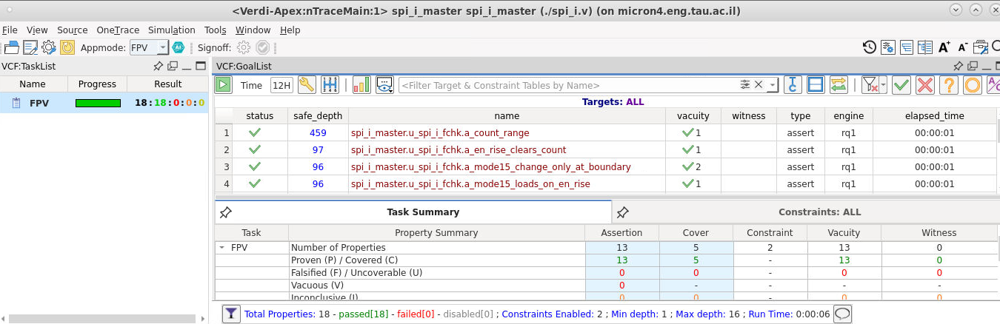 <Verdi-Apex:nTraceMain:1> spi_i_master spi_i_master (./spi_i.v) (on micron4.eng.tau.ac.il)
File View Source OneTrace Simulation Tools Window Help
Appmode: FPV Signoff:
VCF:TaskList
Name Progress Result
FPV 18:18:0:0:0
VCF:GoalList
Time 12H <Filter Target & Constraint Tables by Name>
Targets: ALL
status safe_depth name vacuity witness type engine elapsed_time
1 459 spi_i_master.u_spi_i_fchk.a_count_range 1 assert rq1 00:00:01
2 97 spi_i_master.u_spi_i_fchk.a_en_rise_clears_count 1 assert rq1 00:00:01
3 96 spi_i_master.u_spi_i_fchk.a_mode15_change_only_at_boundary 2 assert rq1 00:00:01
4 96 spi_i_master.u_spi_i_fchk.a_mode15_loads_on_en_rise 1 assert rq1 00:00:01
Task Summary Constraints: ALL
Task Property Summary Assertion Cover Constraint Vacuity Witness
FPV Number of Properties 13 5 2 13 0
Proven (P) / Covered (C) 13 5 - 13 0
Falsified (F) / Uncoverable (U) 0 0 - 0 0
Vacuous (V) 0 - - - -
Inconclusive (I) 0 0 - 0 0
Total Properties: 18 - passed[18] - failed[0] - disabled[0] ; Constraints Enabled: 2 ; Min depth: 1 ; Max depth: 16 ; Run Time: 0:00:06